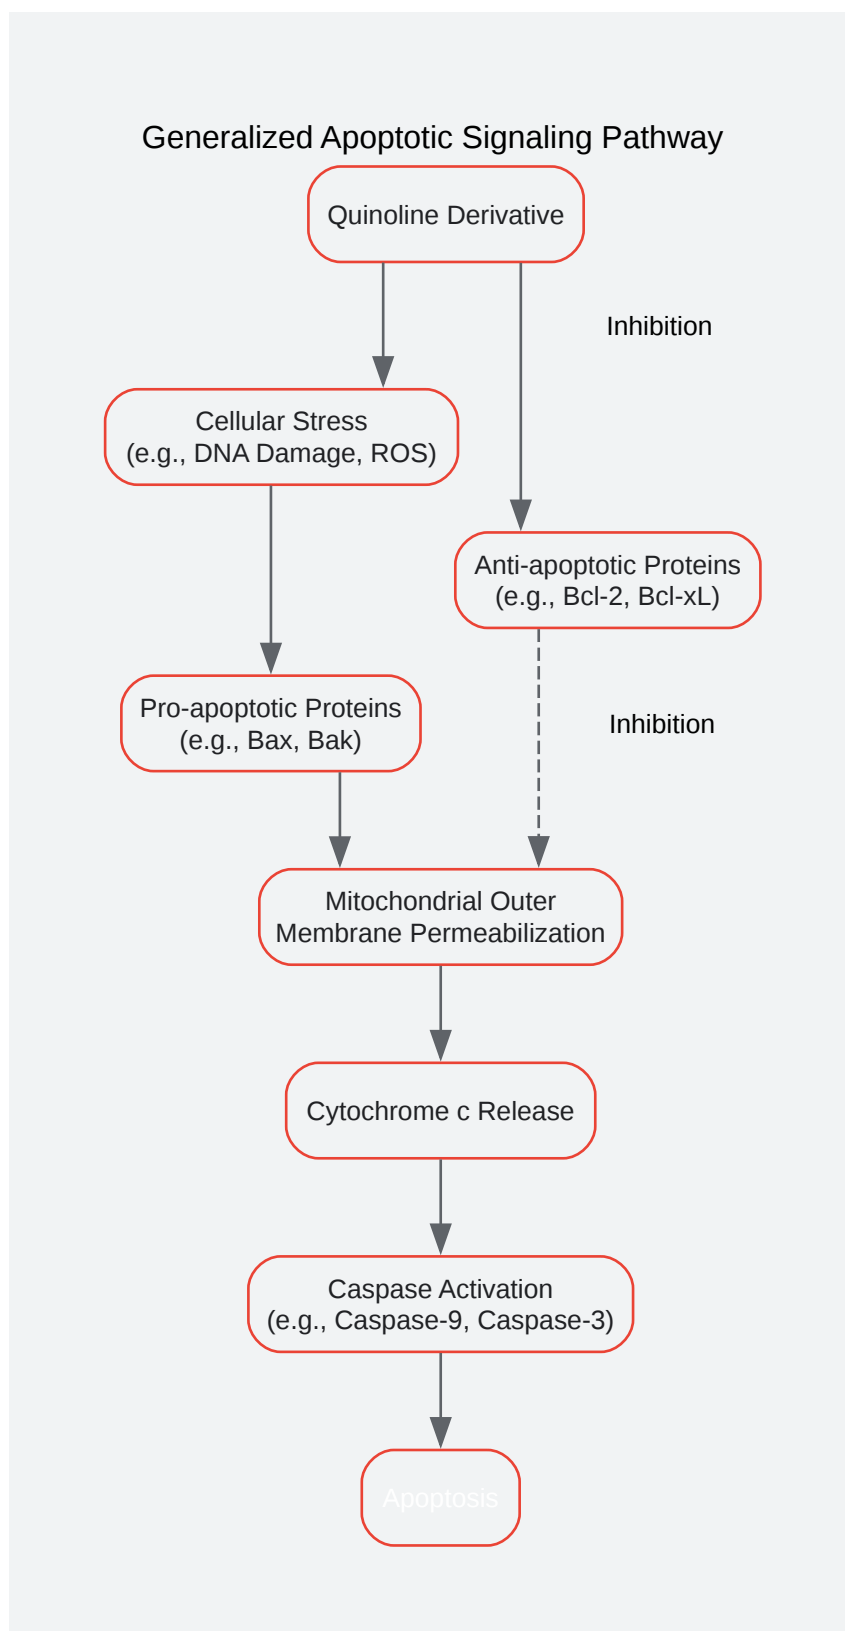 Generalized Apoptotic Signaling Pathway
Quinoline Derivative
Inhibition
Cellular Stress
(e.g., DNA Damage, ROS)
Anti-apoptotic Proteins
(e.g., Bcl-2, Bcl-xL)
Pro-apoptotic Proteins
(e.g., Bax, Bak)
Inhibition
Mitochondrial Outer
Membrane Permeabilization
Cytochrome c Release
Caspase Activation
(e.g., Caspase-9, Caspase-3)
Apoptosis